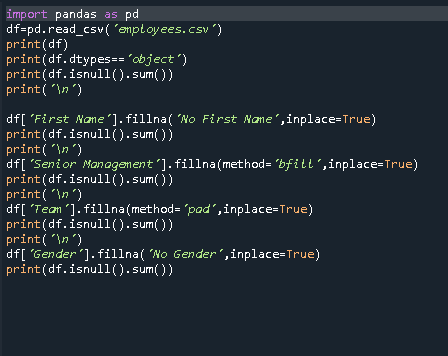 import pandas as pd
df=pd.read_csv('employees.csv')
print(df)
print(df.dtypes=='object')
print(df.isnull().sum())
print('\n')
df['First Name'].fillna('No First Name',inplace=True)
print(df.isnull().sum())
print('\n')
df['Senior Management'].fillna(method='bfill',inplace=True)
print(df.isnull().sum())
print('\n')
df['Team'].fillna(method='pad',inplace=True)
print(df.isnull().sum())
print('\n')
df['Gender'].fillna('No Gender',inplace=True)
print(df.isnull().sum())